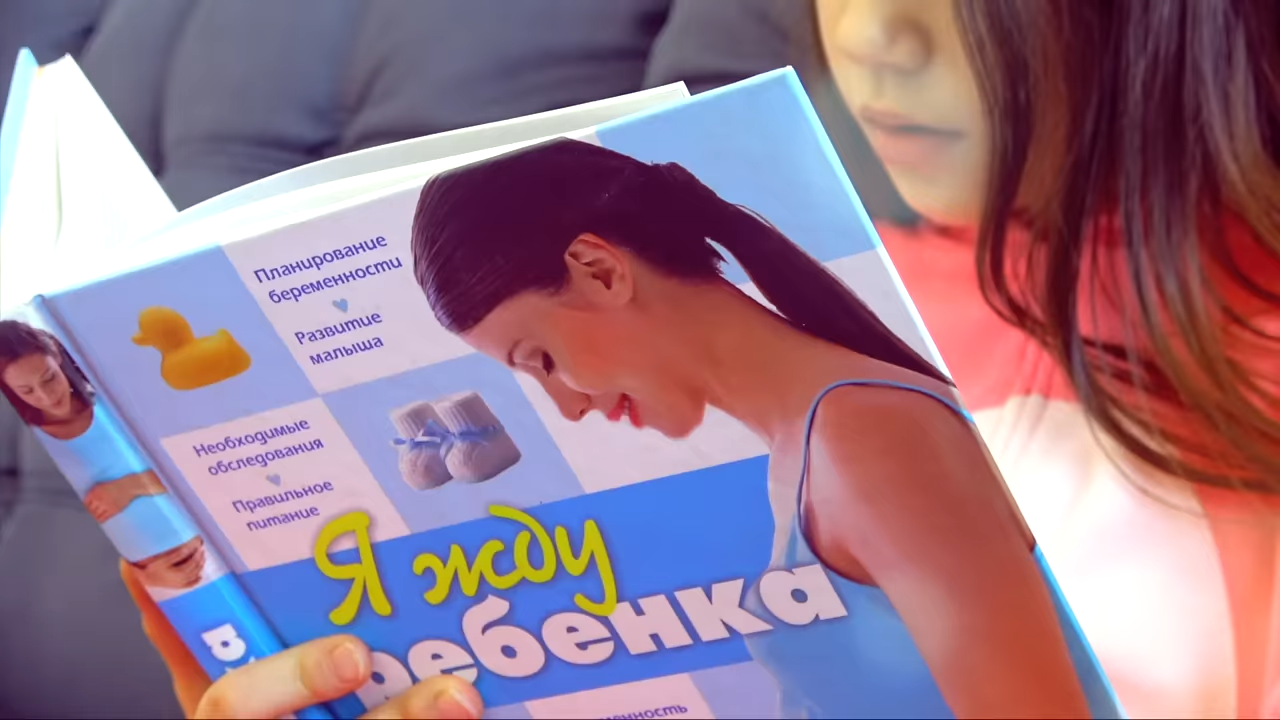 Планирование
беременности
Развитие
малыша
Необходимые
обследования
Правильное
питание
Я жду
ребенка